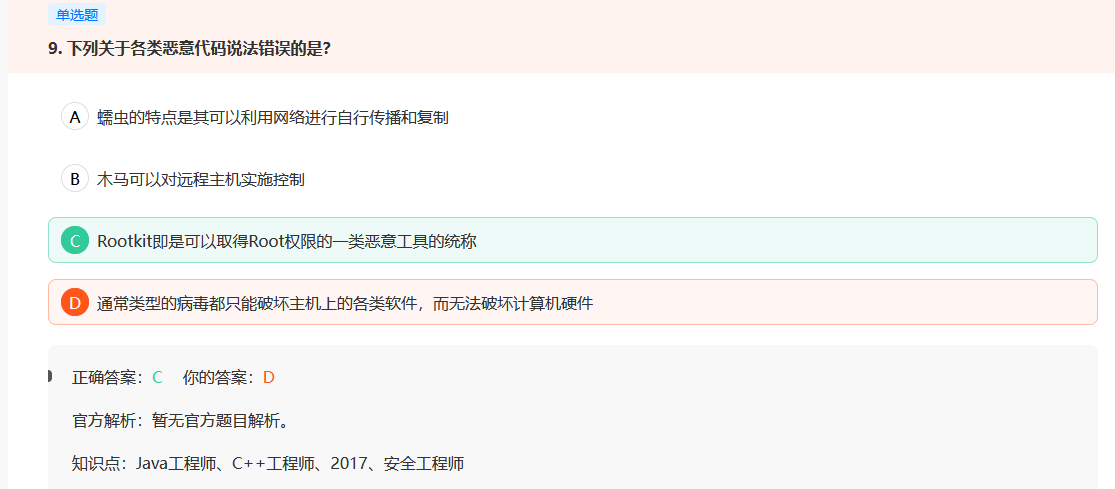 单选题
9. 下列关于各类恶意代码说法错误的是?
A 蠕虫的特点是其可以利用网络进行自行传播和复制
B 木马可以对远程主机实施控制
C Rootkit即是可以取得Root权限的一类恶意工具的统称
D 通常类型的病毒都只能破坏主机上的各类软件，而无法破坏计算机硬件
正确答案：C 你的答案：D
官方解析：暂无官方题目解析。
知识点：Java工程师、C++工程师、2017、安全工程师